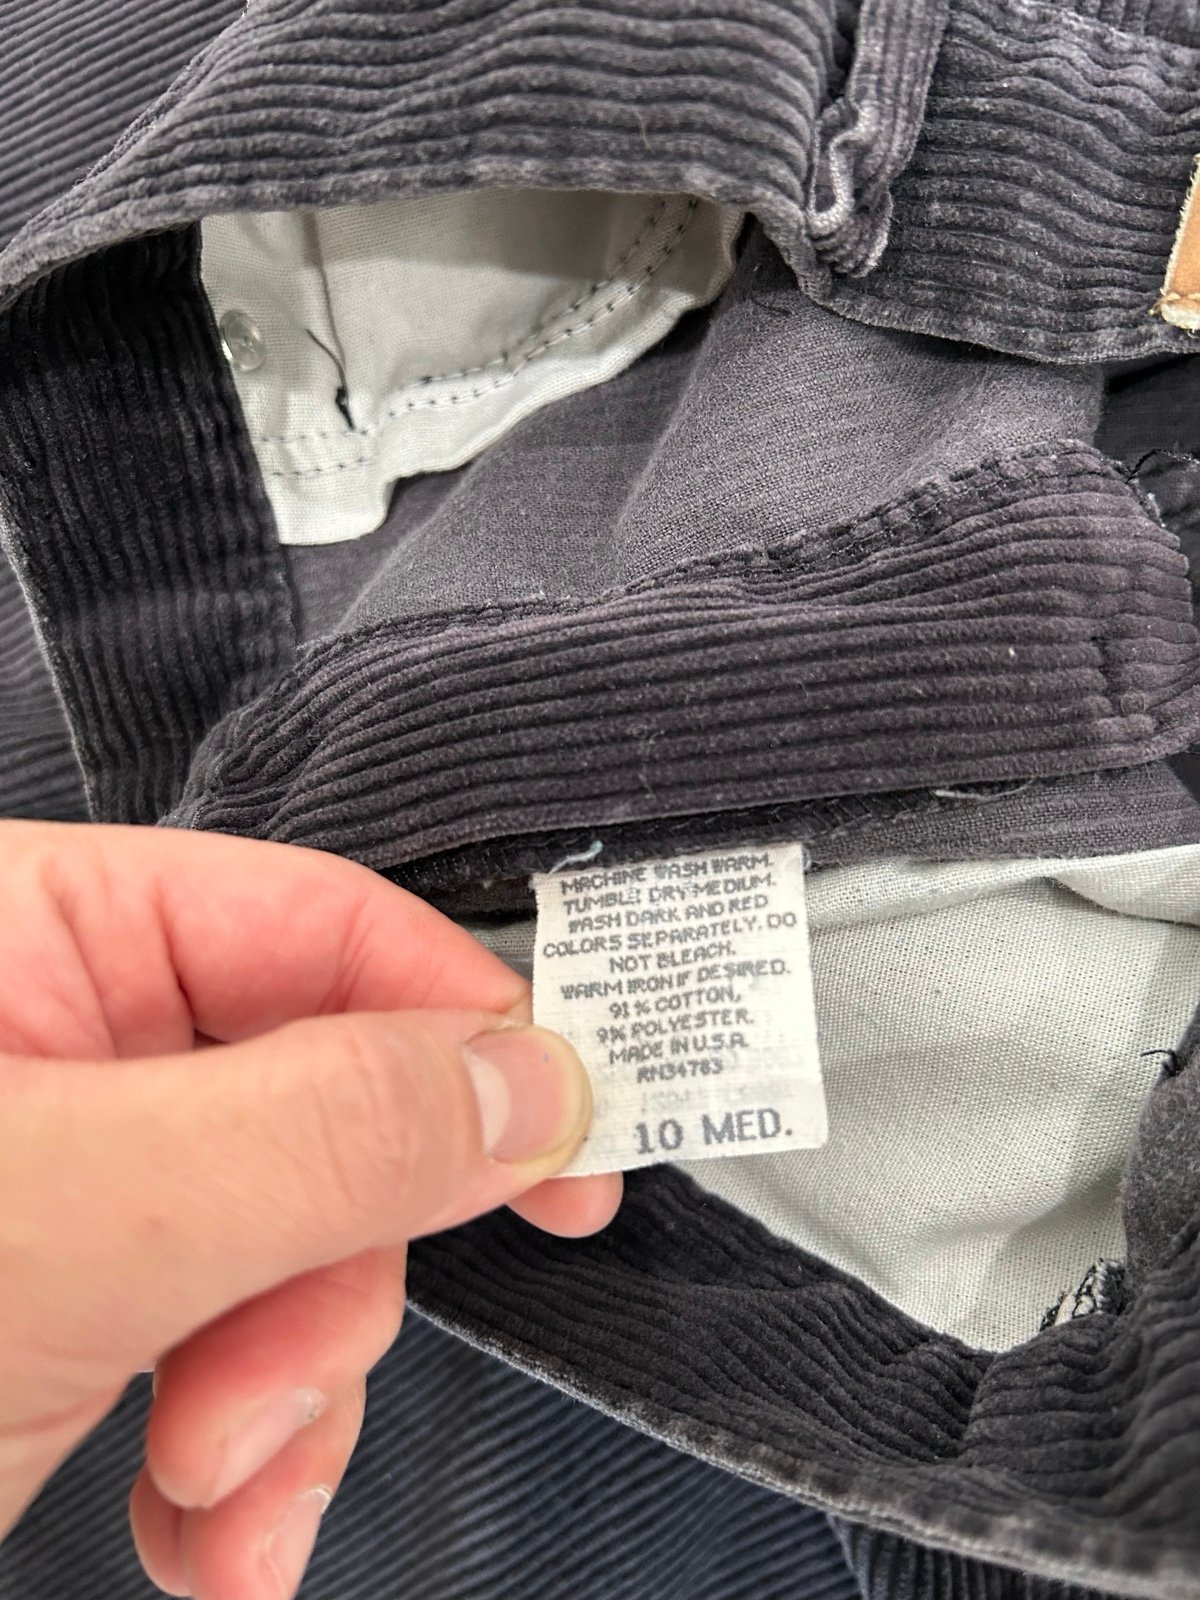 MACHINE WASH WARM.
TUMBLE DRY MEDIUM.
WASH DARK AND RED
COLORS SEPARATELY. DO
NOT BLEACH.
WARM IRON IF DESIRED.
91% COTTON,
9% POLYESTER.
MADE IN U.S.A.
RN34783
10 MED.